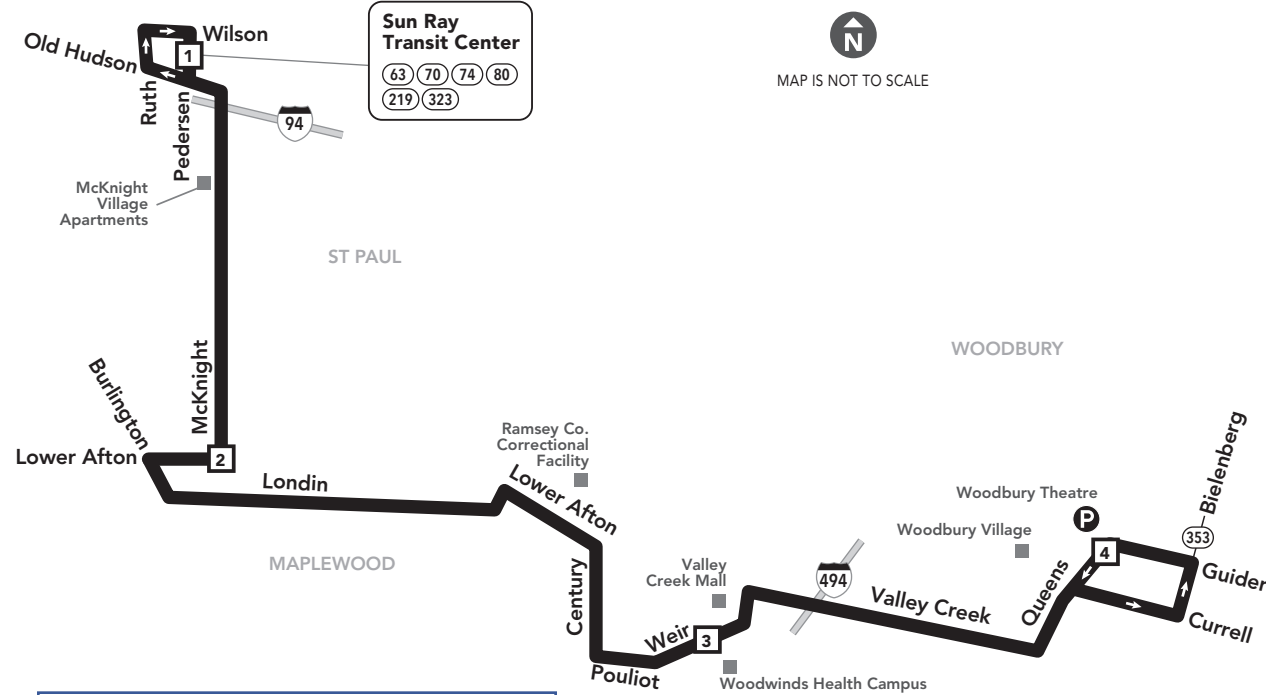 Wilson
Old Hudson
1
Ruth
Pedersen
Sun Ray
Transit Center
63 70 74 80
219 323
N
MAP IS NOT TO SCALE
94
McKnight
Village
Apartments
ST PAUL
McKnight
Burlington
Lower Afton
2
Londin
MAPLEWOOD
Ramsey Co.
Correctional
Facility
Lower Afton
Century
Pouliot
Weir
3
Valley
Creek Mall
Woodwinds Health Campus
494
Valley Creek
WOODBURY
Woodbury Theatre
P
Woodbury Village
4
Queens
Bielenberg
353
Guider
Currell